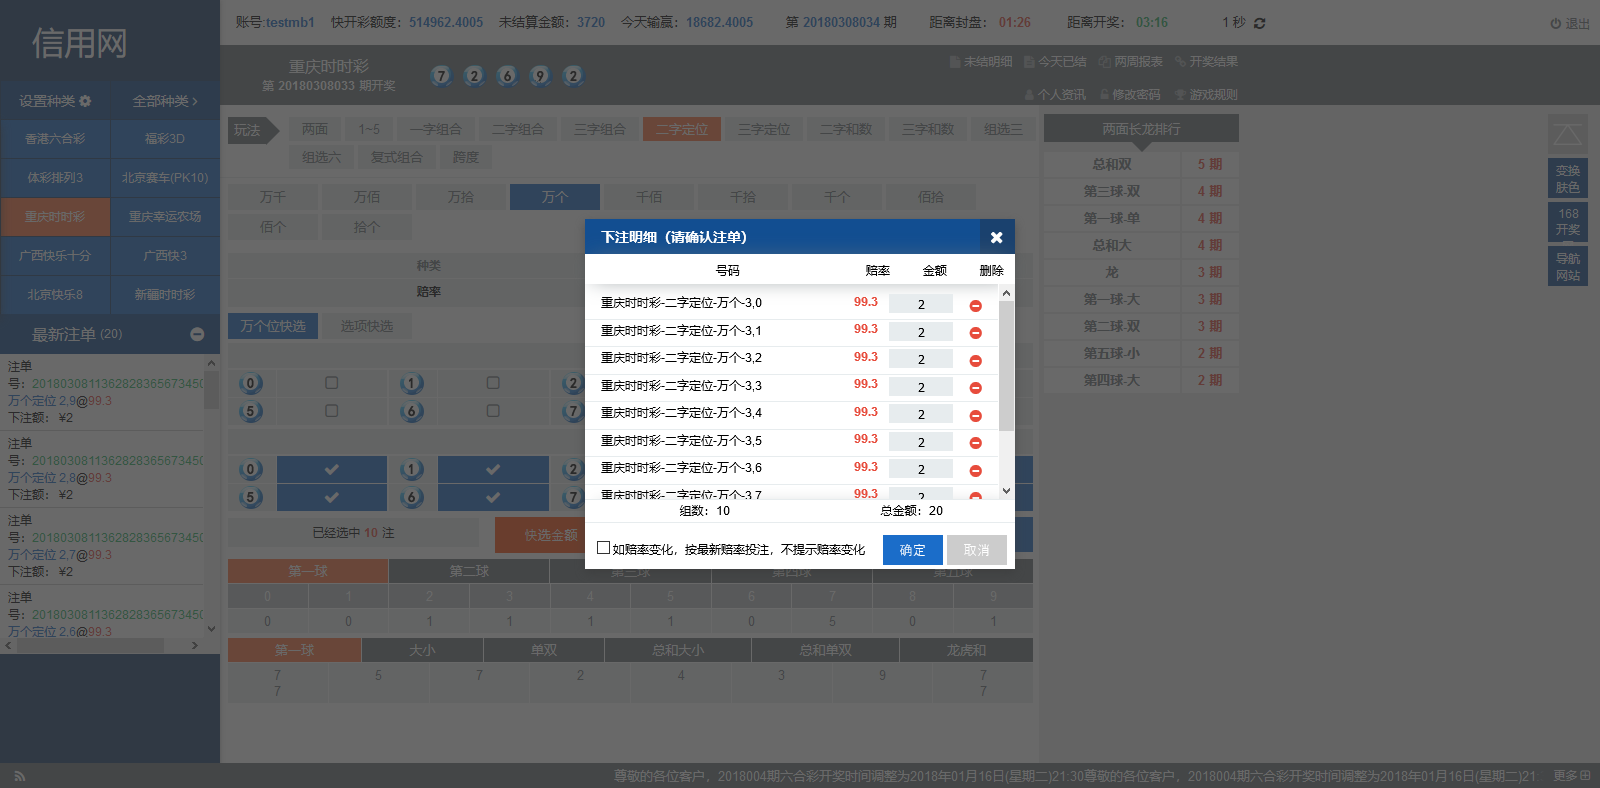 信用网
账号:testmb1 快开彩额度：514962.4005 未结算金额：3720 今天输赢：18682.4005 第 20180308034 期 距离封盘： 01:26 距离开奖： 03:16 1 秒 退出
重庆时时彩
第 20180308033 期开奖
7 2 6 9 2
未结明细 今天已结 两周报表 开奖结果
个人资讯 修改密码 游戏规则
设置种类 全部种类
香港六合彩 福彩3D
体彩排列3 北京赛车(PK10)
重庆时时彩 重庆幸运农场
广西快乐十分 广西快3
北京快乐8 新疆时时彩
最新注单 (20)
注单
号：2018030811362828365673450
万个定位 2,9@99.3
下注额： ¥2
注单
号：2018030811362828365673450
万个定位 2,8@99.3
下注额： ¥2
注单
号：2018030811362828365673450
万个定位 2,7@99.3
下注额： ¥2
注单
号：2018030811362828365673450
万个定位 2,6@99.3
玩法 两面 1~5 一字组合 二字组合 三字组合 二字定位 三字定位 二字和数 三字和数 组选三
组选六 复式组合 跨度
万千 万佰 万拾 万个 千佰 千拾 千个 佰拾
佰个 拾个
种类
赔率
万个位快选 选项快选
0 1 2
5 6 7
0 1 2
5 6 7
已经选中 10 注 快选金额
下注明细（请确认注单）
号码 赔率 金额 删除
重庆时时彩-二字定位-万个-3,0 99.3 2
重庆时时彩-二字定位-万个-3,1 99.3 2
重庆时时彩-二字定位-万个-3,2 99.3 2
重庆时时彩-二字定位-万个-3,3 99.3 2
重庆时时彩-二字定位-万个-3,4 99.3 2
重庆时时彩-二字定位-万个-3,5 99.3 2
重庆时时彩-二字定位-万个-3,6 99.3 2
重庆时时彩-二字定位-万个-3,7 99.3 2
组数：10 总金额：20
如赔率变化，按最新赔率投注，不提示赔率变化 确定 取消
第一球 第二球 第三球 第四球 第五球
0 1 2 3 4 5 6 7 8 9
0 0 1 1 1 1 0 5 0 1
第一球 大小 单双 总和大小 总和单双 龙虎和
7 5 7 2 4 3 9 7
7 7
两面长龙排行
总和双 5 期
第三球-双 4 期
第一球-单 4 期
总和大 4 期
龙 3 期
第一球-大 3 期
第二球-双 3 期
第五球-小 2 期
第四球-大 2 期
变换
肤色
168
开奖
导航
网站
尊敬的各位客户，2018004期六合彩开奖时间调整为2018年01月16日(星期二)21:30尊敬的各位客户，2018004期六合彩开奖时间调整为2018年01月16日(星期二)21: 更多